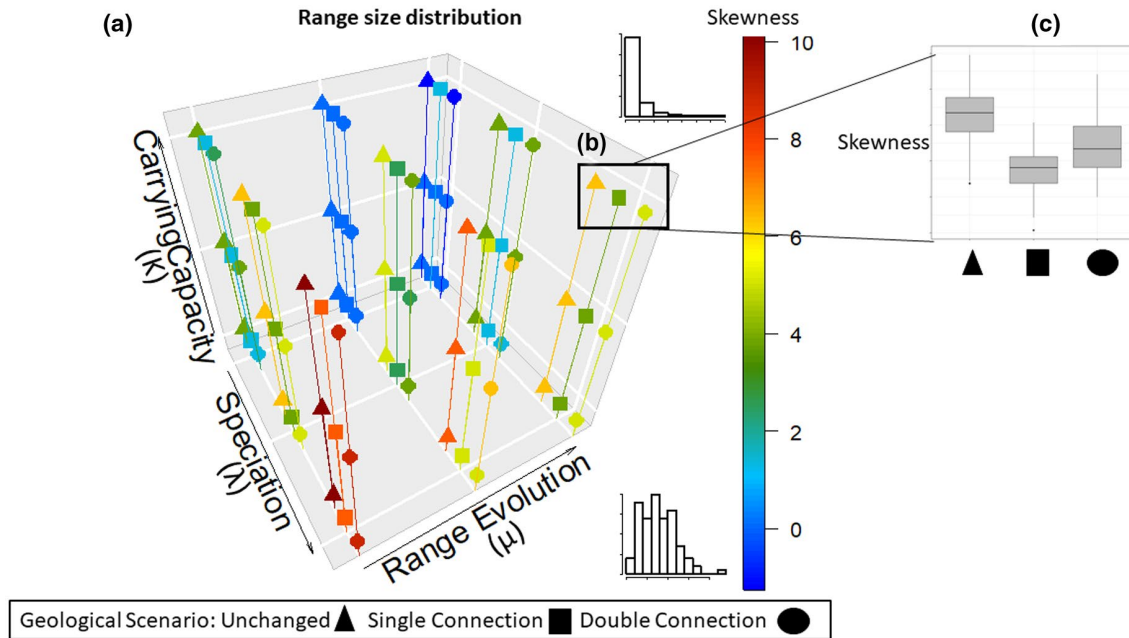 (a)
Range size distribution
Skewness
(c)
10
8
6
4
2
0
(b)
Skewness
CarryingCapacity
(K)
Speciation
(λ)
Range Evolution
(μ)
Geological Scenario: Unchanged Single Connection Double Connection